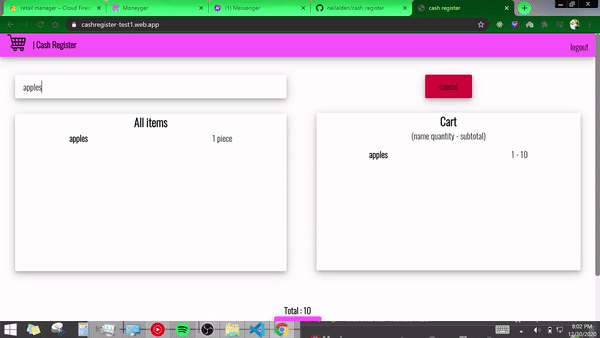 retail manager – Cloud Fires
Moneyger
(1) Messenger
neilalden/cash_register
cash register
cashregister-test1.web.app
| Cash Register
logout
apples
cancel
All items
apples 1 piece
Cart
(name quantity - subtotal)
apples 1 - 10
Total : 10
8:02 PM
12/30/2020